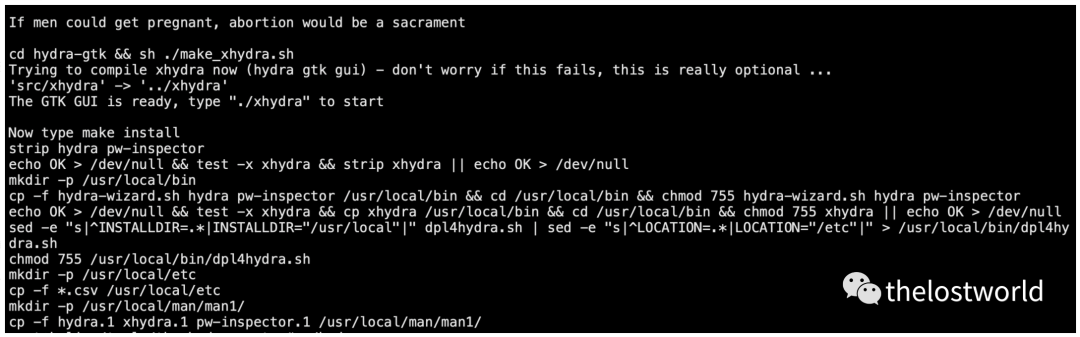 If men could get pregnant, abortion would be a sacrament
cd hydra-gtk && sh ./make_xhydra.sh
Trying to compile xhydra now (hydra gtk gui) - don't worry if this fails, this is really optional ...
'src/xhydra' -> '../xhydra'
The GTK GUI is ready, type "./xhydra" to start
Now type make install
strip hydra pw-inspector
echo OK > /dev/null && test -x xhydra && strip xhydra || echo OK > /dev/null
mkdir -p /usr/local/bin
cp -f hydra-wizard.sh hydra pw-inspector /usr/local/bin && cd /usr/local/bin && chmod 755 hydra-wizard.sh hydra pw-inspector
echo OK > /dev/null && test -x xhydra && cp xhydra /usr/local/bin && cd /usr/local/bin && chmod 755 xhydra || echo OK > /dev/null
sed -e "s|^INSTALLDIR=.*|INSTALLDIR="/usr/local"|" dpl4hydra.sh | sed -e "s|^LOCATION=.*|LOCATION="/etc"|" > /usr/local/bin/dpl4hy
dra.sh
chmod 755 /usr/local/bin/dpl4hydra.sh
mkdir -p /usr/local/etc
cp -f *.csv /usr/local/etc
mkdir -p /usr/local/man/man1/
cp -f hydra.1 xhydra.1 pw-inspector.1 /usr/local/man/man1/
thelostworld